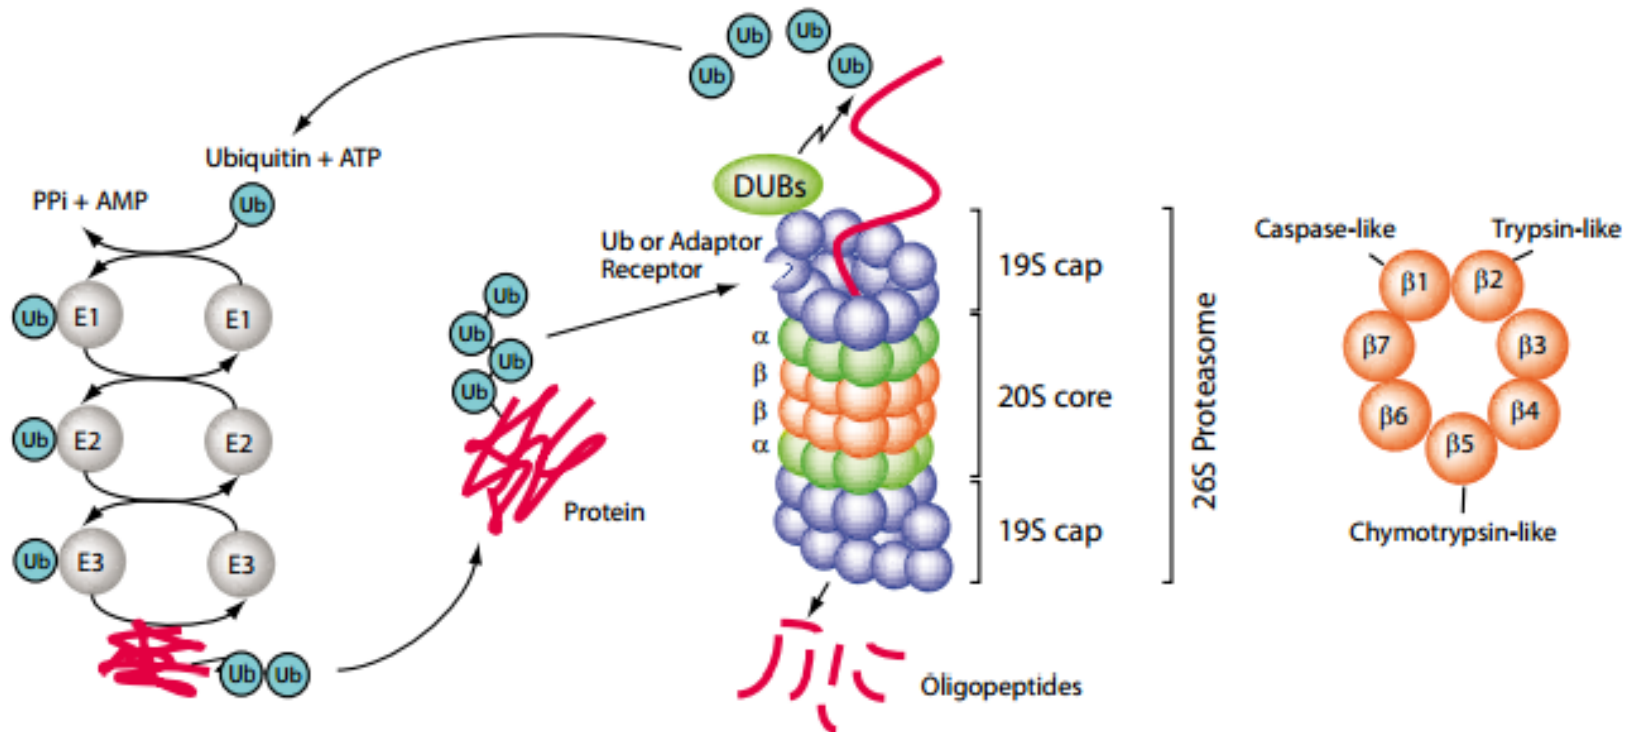 Ub
Ub
Ub
Ub
Ubiquitin + ATP
PPi + AMP
Ub
DUBs
Ub or Adaptor
Receptor
Ub
E1
E1
Ub
E2
E2
Ub
E3
E3
Ub
Ub
Ub
Ub
Ub
Ub
Protein
α
β
β
α
19S cap
20S core
19S cap
26S Proteasome
Oligopeptides
Caspase-like
Trypsin-like
β1
β2
β7
β3
β6
β4
β5
Chymotrypsin-like